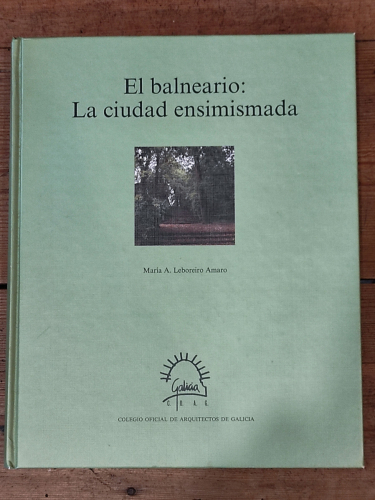 El balneario:
La ciudad ensimismada
María A. Leboreiro Amaro
Galicia
C.O.A.G.
COLEGIO OFICIAL DE ARQUITECTOS DE GALICIA